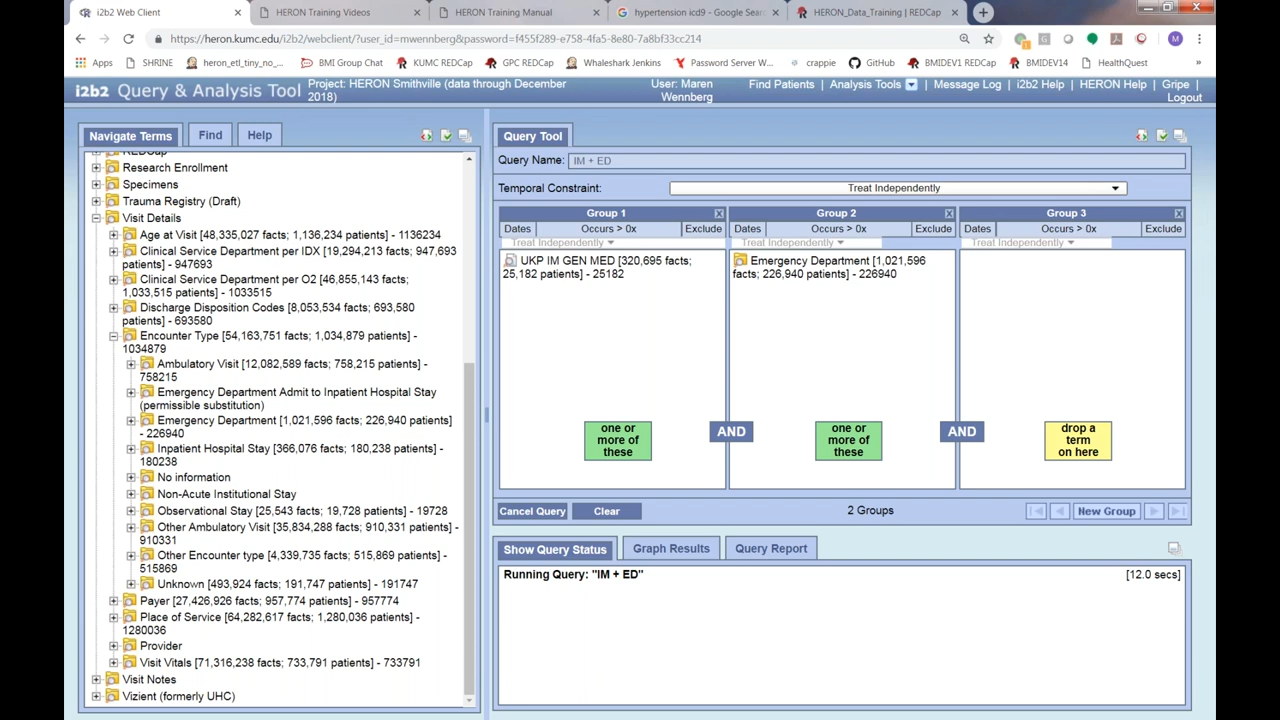 i2b2 Web Client
HERON Training Videos
HERON Training Manual
hypertension icd9 - Google Sear
HERON_Data_Training | REDCap
https://heron.kumc.edu/i2b2/webclient/?user_id=mwennberg&password=f455f289-e758-4fa5-8e80-7a8bf33cc214
M
Apps
SHRINE
heron_etl_tiny_no_...
BMI Group Chat
KUMC REDCap
GPC REDCap
Whaleshark Jenkins
Password Server W...
crappie
GitHub
BMIDEV1 REDCap
BMIDEV14
HealthQuest
i2b2 Query & Analysis Tool
Project: HERON Smithville (data through December
2018)
User: Maren
Wennberg
Find Patients | Analysis Tools | Message Log | i2b2 Help | HERON Help | Gripe |
Logout
Navigate Terms
Find
Help
REDCap
Research Enrollment
Specimens
Trauma Registry (Draft)
Visit Details
Age at Visit [48,335,027 facts; 1,136,234 patients] - 1136234
Clinical Service Department per IDX [19,294,213 facts; 947,693
patients] - 947693
Clinical Service Department per O2 [46,855,143 facts;
1,033,515 patients] - 1033515
Discharge Disposition Codes [8,053,534 facts; 693,580
patients] - 693580
Encounter Type [54,163,751 facts; 1,034,879 patients] -
1034879
Ambulatory Visit [12,082,589 facts; 758,215 patients] -
758215
Emergency Department Admit to Inpatient Hospital Stay
(permissible substitution)
Emergency Department [1,021,596 facts; 226,940 patients]
- 226940
Inpatient Hospital Stay [366,076 facts; 180,238 patients] -
180238
No information
Non-Acute Institutional Stay
Observational Stay [25,543 facts; 19,728 patients] - 19728
Other Ambulatory Visit [35,834,288 facts; 910,331 patients] -
910331
Other Encounter type [4,339,735 facts; 515,869 patients] -
515869
Unknown [493,924 facts; 191,747 patients] - 191747
Payer [27,426,926 facts; 957,774 patients] - 957774
Place of Service [64,282,617 facts; 1,280,036 patients] -
1280036
Provider
Visit Vitals [71,316,238 facts; 733,791 patients] - 733791
Visit Notes
Vizient (formerly UHC)
Query Tool
Query Name: IM + ED
Temporal Constraint: Treat Independently
Group 1
Dates Occurs > 0x Exclude
Treat Independently
UKP IM GEN MED [320,695 facts;
25,182 patients] - 25182
one or
more of
these
AND
Group 2
Dates Occurs > 0x Exclude
Treat Independently
Emergency Department [1,021,596
facts; 226,940 patients] - 226940
one or
more of
these
AND
Group 3
Dates Occurs > 0x Exclude
Treat Independently
drop a
term
on here
Cancel Query
Clear
2 Groups
New Group
Show Query Status
Graph Results
Query Report
Running Query: "IM + ED" [12.0 secs]